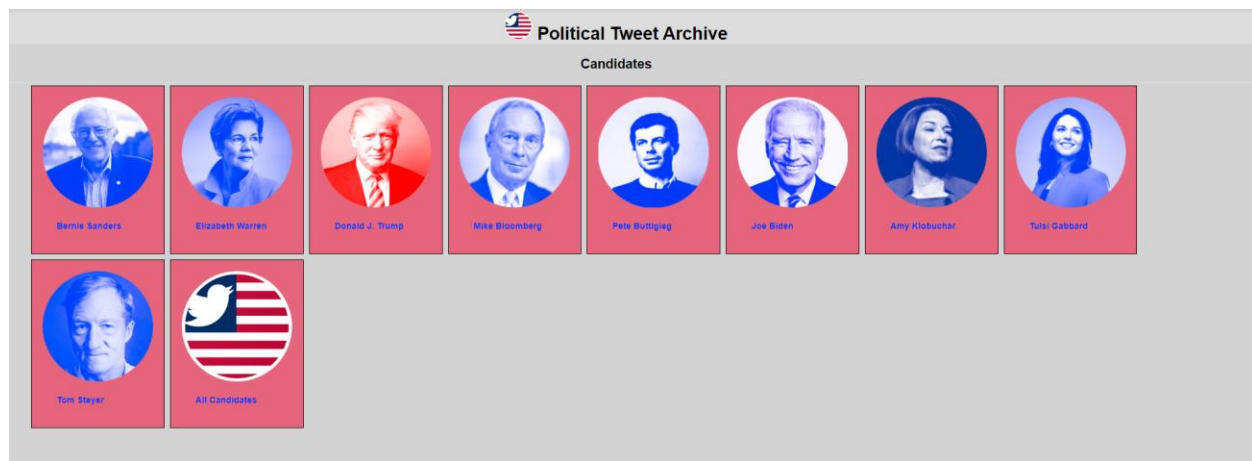 Political Tweet Archive
Candidates
Bernie Sanders
Elizabeth Warren
Donald J. Trump
Mike Bloomberg
Pete Buttigieg
Joe Biden
Amy Klobuchar
Tulsi Gabbard
Tom Steyer
All Candidates